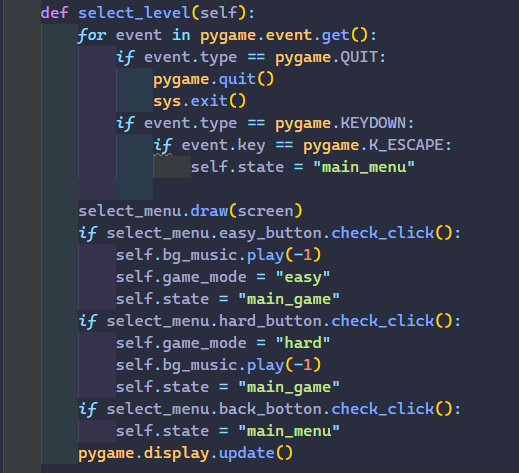 def select_level(self):
    for event in pygame.event.get():
        if event.type == pygame.QUIT:
            pygame.quit()
            sys.exit()
        if event.type == pygame.KEYDOWN:
            if event.key == pygame.K_ESCAPE:
                self.state = "main_menu"
    select_menu.draw(screen)
    if select_menu.easy_button.check_click():
        self.bg_music.play(-1)
        self.game_mode = "easy"
        self.state = "main_game"
    if select_menu.hard_button.check_click():
        self.game_mode = "hard"
        self.bg_music.play(-1)
        self.state = "main_game"
    if select_menu.back_botton.check_click():
        self.state = "main_menu"
    pygame.display.update()